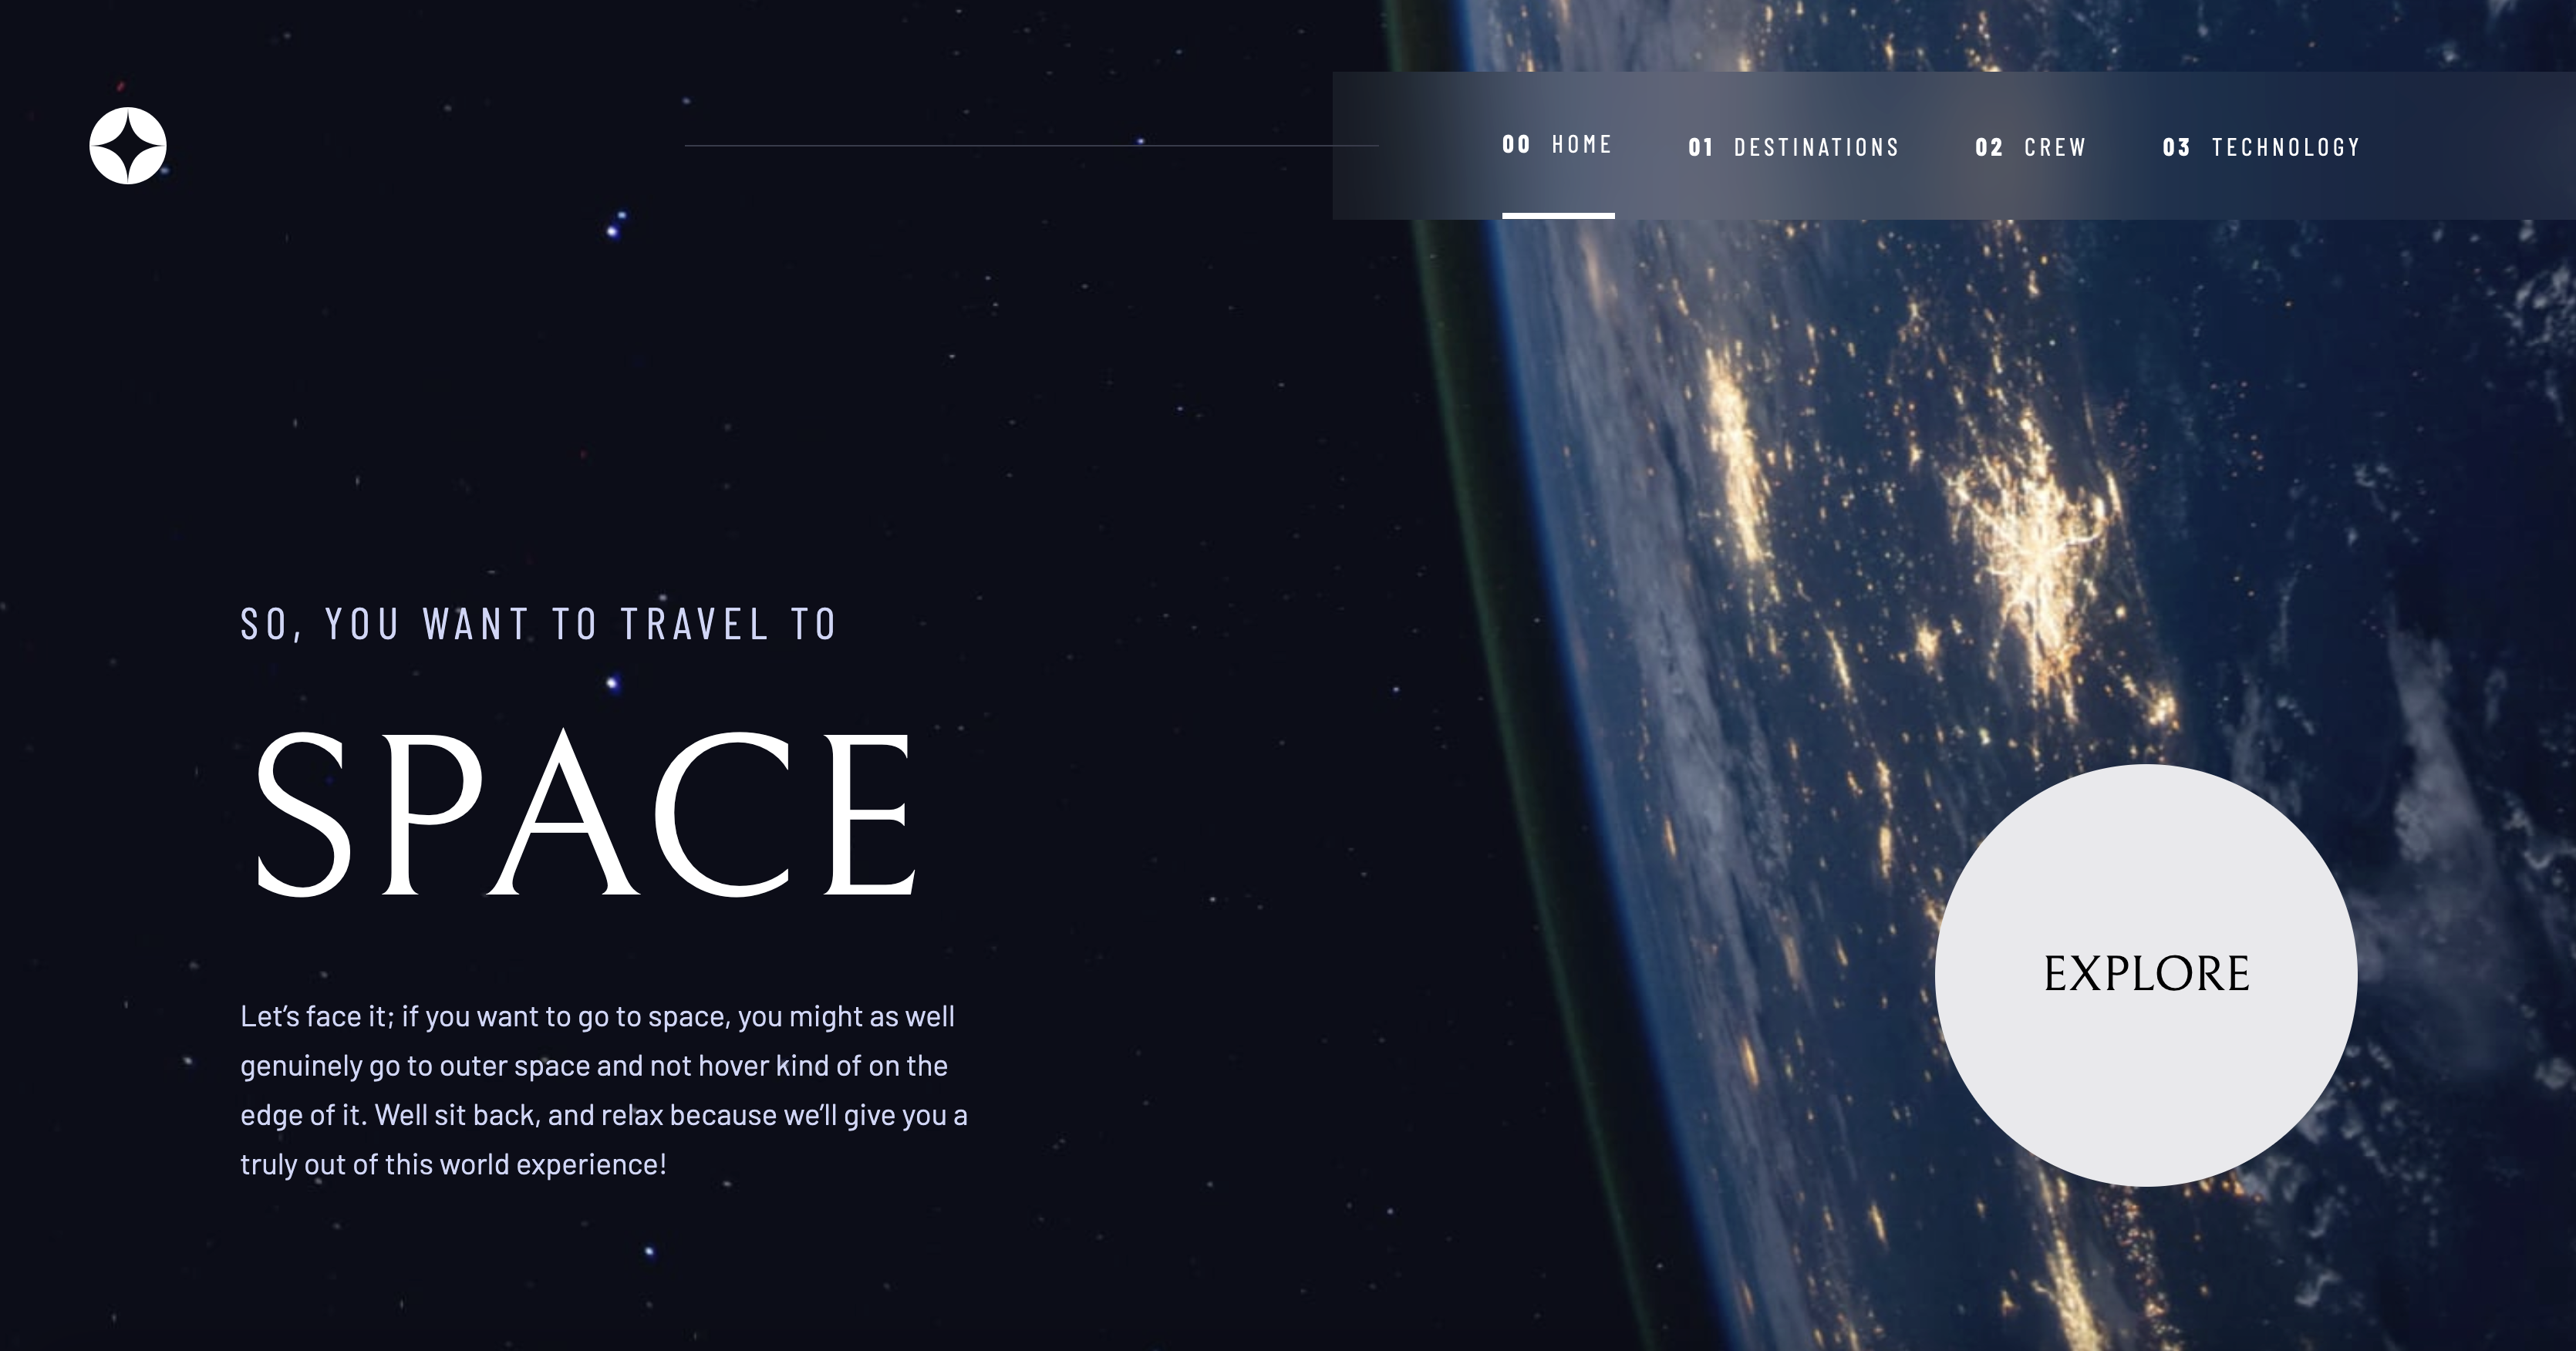 00 HOME 01 DESTINATIONS 02 CREW 03 TECHNOLOGY
SO, YOU WANT TO TRAVEL TO
SPACE
Let’s face it; if you want to go to space, you might as well
genuinely go to outer space and not hover kind of on the
edge of it. Well sit back, and relax because we’ll give you a
truly out of this world experience!
EXPLORE